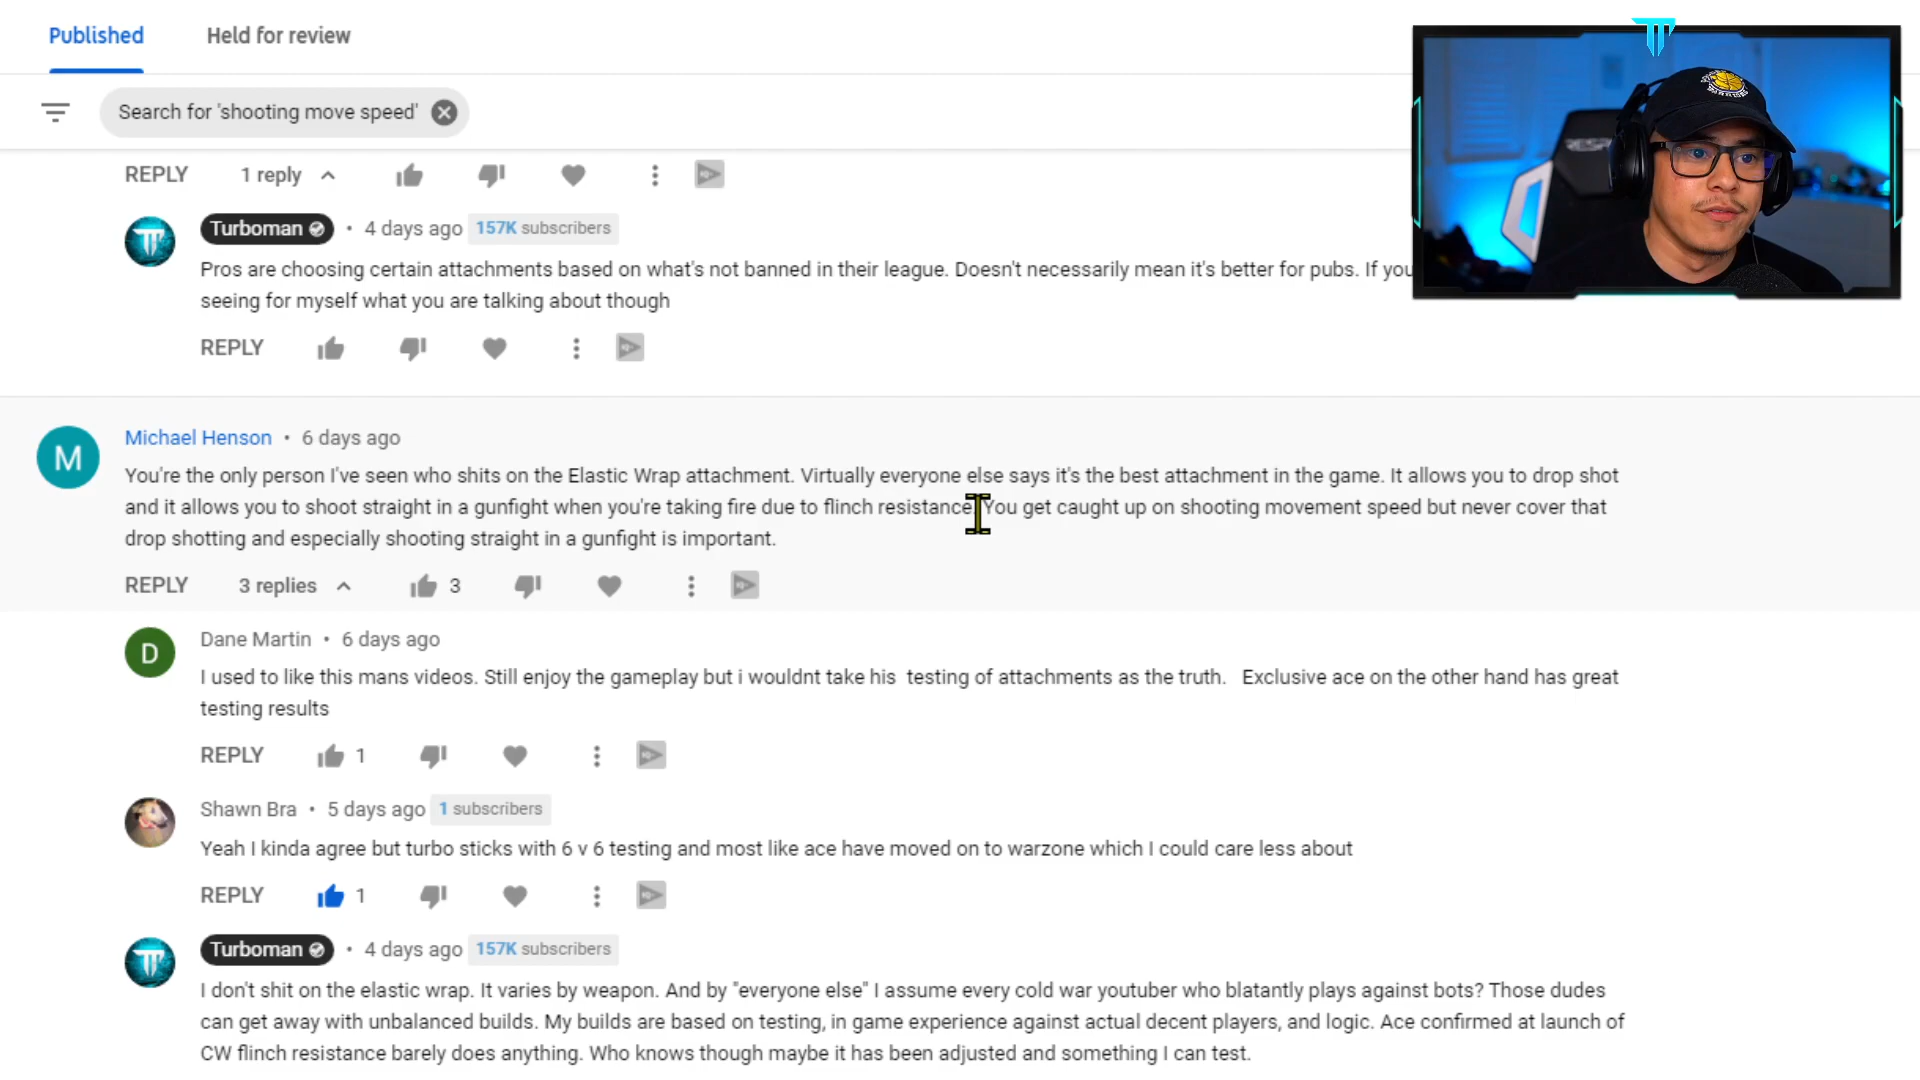 Published Held for review
Search for 'shooting move speed'
REPLY 1 reply
Turboman • 4 days ago 157K subscribers
Pros are choosing certain attachments based on what's not banned in their league. Doesn't necessarily mean it's better for pubs. If you
seeing for myself what you are talking about though
REPLY
M
Michael Henson • 6 days ago
You're the only person I've seen who shits on the Elastic Wrap attachment. Virtually everyone else says it's the best attachment in the game. It allows you to drop shot
and it allows you to shoot straight in a gunfight when you're taking fire due to flinch resistance. You get caught up on shooting movement speed but never cover that
drop shotting and especially shooting straight in a gunfight is important.
REPLY 3 replies 3
D
Dane Martin • 6 days ago
I used to like this mans videos. Still enjoy the gameplay but i wouldnt take his testing of attachments as the truth. Exclusive ace on the other hand has great
testing results
REPLY 1
Shawn Bra • 5 days ago 1 subscribers
Yeah I kinda agree but turbo sticks with 6 v 6 testing and most like ace have moved on to warzone which I could care less about
REPLY 1
Turboman • 4 days ago 157K subscribers
I don't shit on the elastic wrap. It varies by weapon. And by "everyone else" I assume every cold war youtuber who blatantly plays against bots? Those dudes
can get away with unbalanced builds. My builds are based on testing, in game experience against actual decent players, and logic. Ace confirmed at launch of
CW flinch resistance barely does anything. Who knows though maybe it has been adjusted and something I can test.